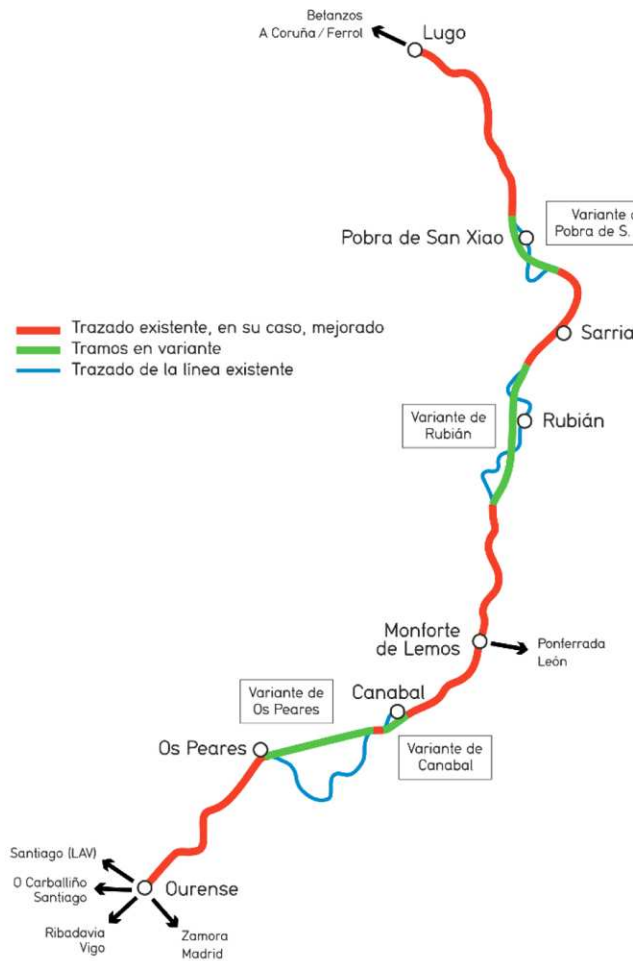 Betanzos
A Coruña / Ferrol
Lugo
Variante
Pobra de S.
Pobra de San Xiao
Trazado existente, en su caso, mejorado
Tramos en variante
Trazado de la línea existente
Sarria
Variante de
Rubián
Rubián
Monforte
de Lemos
Ponferrada
León
Variante de
Os Peares
Canabal
Os Peares
Variante de
Canabal
Santiago (LAV)
O Carballiño
Santiago
Ourense
Ribadavia
Vigo
Zamora
Madrid